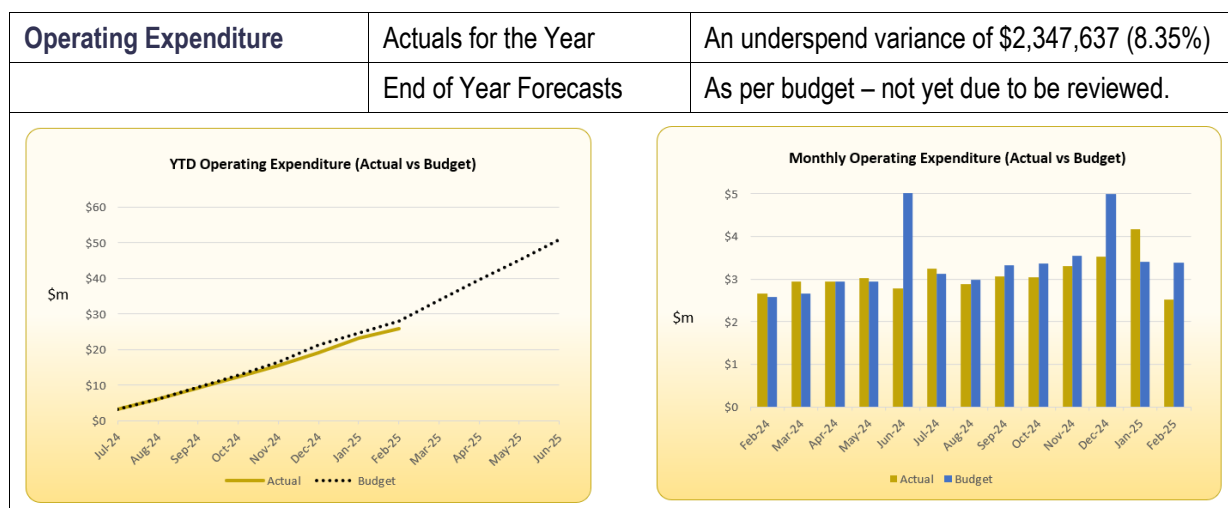 Operating Expenditure
Actuals for the Year
An underspend variance of $2,347,637 (8.35%)
End of Year Forecasts
As per budget – not yet due to be reviewed.
YTD Operating Expenditure (Actual vs Budget)
$60
$50
$40
$m
$30
$20
$10
$0
Jul-24
Aug-24
Sep-24
Oct-24
Nov-24
Dec-24
Jan-25
Feb-25
Mar-25
Apr-25
May-25
Jun-25
Actual
Budget
Monthly Operating Expenditure (Actual vs Budget)
$5
$4
$3
$m
$2
$1
$0
Feb-24
Mar-24
Apr-24
May-24
Jun-24
Jul-24
Aug-24
Sep-24
Oct-24
Nov-24
Dec-24
Jan-25
Feb-25
Actual
Budget